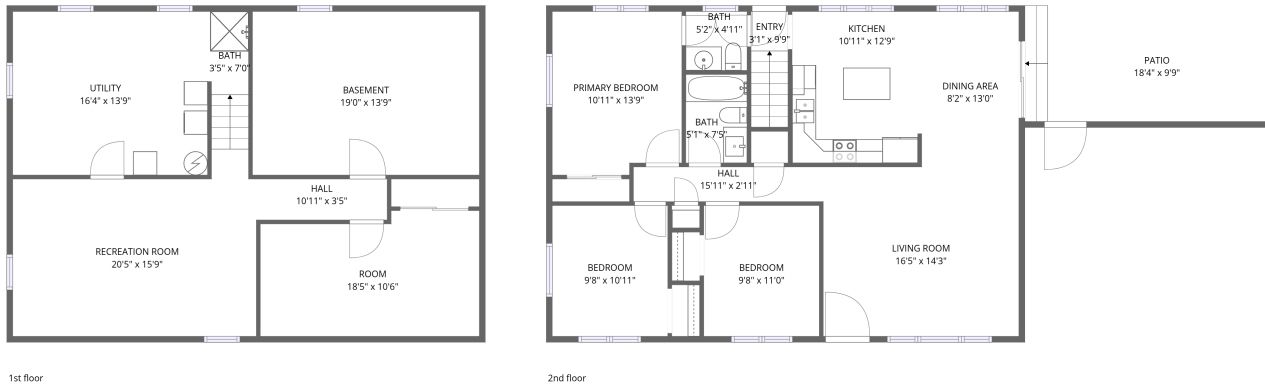 BATH
3'5" x 7'0"
UTILITY
16'4" x 13'9"
BASEMENT
19'0" x 13'9"
HALL
10'11" x 3'5"
RECREATION ROOM
20'5" x 15'9"
ROOM
18'5" x 10'6"
1st floor
BATH
5'2" x 4'11"
ENTRY
3'1" x 9'9"
KITCHEN
10'11" x 12'9"
PATIO
18'4" x 9'9"
PRIMARY BEDROOM
10'11" x 13'9"
DINING AREA
8'2" x 13'0"
BATH
5'1" x 7'5"
HALL
15'11" x 2'11"
LIVING ROOM
16'5" x 14'3"
BEDROOM
9'8" x 10'11"
BEDROOM
9'8" x 11'0"
2nd floor